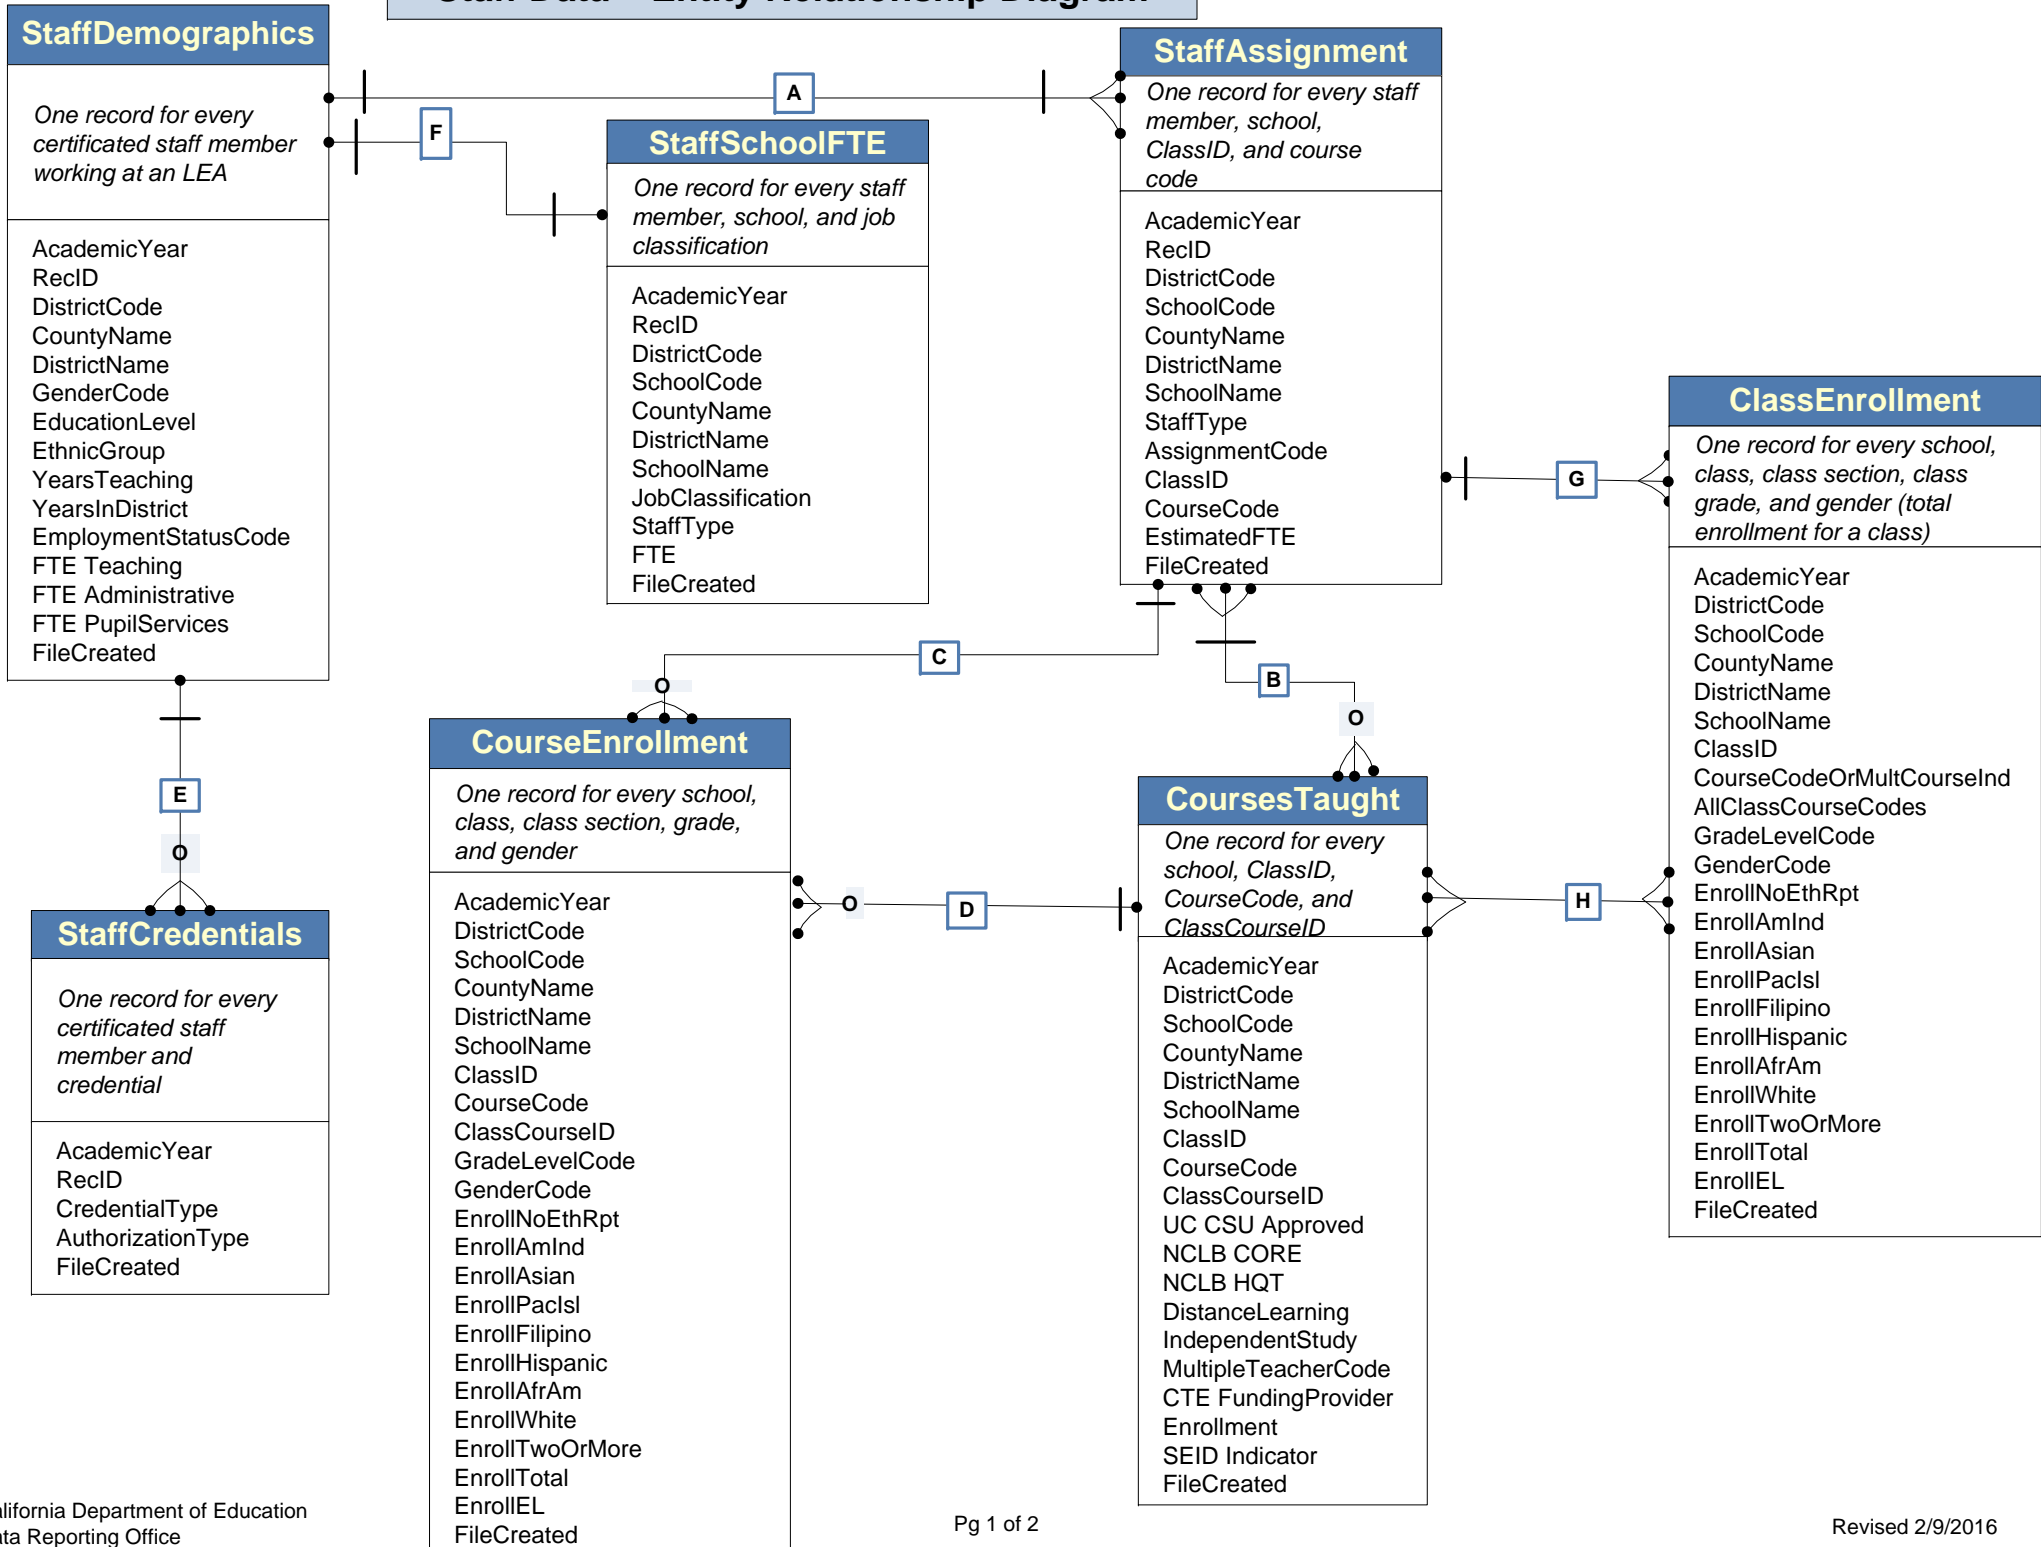 Staff Data – Entity Relationship Diagram
StaffDemographics
One record for every
certificated staff member
working at an LEA
AcademicYear
RecID
DistrictCode
CountyName
DistrictName
GenderCode
EducationLevel
EthnicGroup
YearsTeaching
YearsInDistrict
EmploymentStatusCode
FTE Teaching
FTE Administrative
FTE PupilServices
FileCreated
A
F
StaffSchoolFTE
One record for every staff
member, school, and job
classification
AcademicYear
RecID
DistrictCode
SchoolCode
CountyName
DistrictName
SchoolName
JobClassification
StaffType
FTE
FileCreated
StaffAssignment
One record for every staff
member, school,
ClassID, and course
code
AcademicYear
RecID
DistrictCode
SchoolCode
CountyName
DistrictName
SchoolName
StaffType
AssignmentCode
ClassID
CourseCode
EstimatedFTE
FileCreated
G
ClassEnrollment
One record for every school,
class, class section, class
grade, and gender (total
enrollment for a class)
AcademicYear
DistrictCode
SchoolCode
CountyName
DistrictName
SchoolName
ClassID
CourseCodeOrMultCourseInd
AllClassCourseCodes
GradeLevelCode
GenderCode
EnrollNoEthRpt
EnrollAmInd
EnrollAsian
EnrollPacIsl
EnrollFilipino
EnrollHispanic
EnrollAfrAm
EnrollWhite
EnrollTwoOrMore
EnrollTotal
EnrollEL
FileCreated
C
O
B
O
E
O
StaffCredentials
One record for every
certificated staff
member and
credential
AcademicYear
RecID
CredentialType
AuthorizationType
FileCreated
CourseEnrollment
One record for every school,
class, class section, grade,
and gender
AcademicYear
DistrictCode
SchoolCode
CountyName
DistrictName
SchoolName
ClassID
CourseCode
ClassCourseID
GradeLevelCode
GenderCode
EnrollNoEthRpt
EnrollAmInd
EnrollAsian
EnrollPacIsl
EnrollFilipino
EnrollHispanic
EnrollAfrAm
EnrollWhite
EnrollTwoOrMore
EnrollTotal
EnrollEL
FileCreated
O
D
CoursesTaught
One record for every
school, ClassID,
CourseCode, and
ClassCourseID
AcademicYear
DistrictCode
SchoolCode
CountyName
DistrictName
SchoolName
ClassID
CourseCode
ClassCourseID
UC CSU Approved
NCLB CORE
NCLB HQT
DistanceLearning
IndependentStudy
MultipleTeacherCode
CTE FundingProvider
Enrollment
SEID Indicator
FileCreated
H
alifornia Department of Education
ata Reporting Office
Pg 1 of 2
Revised 2/9/2016